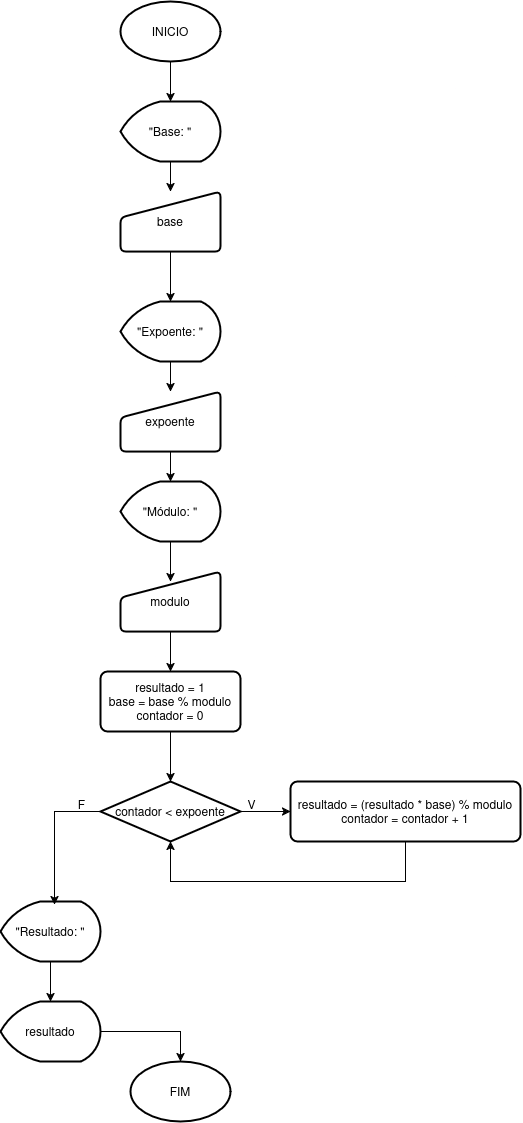 INICIO
"Base: "
base
"Expoente: "
expoente
"Módulo: "
modulo
resultado = 1
base = base % modulo
contador = 0
contador < expoente
F
V
resultado = (resultado * base) % modulo
contador = contador + 1
"Resultado: "
resultado
FIM